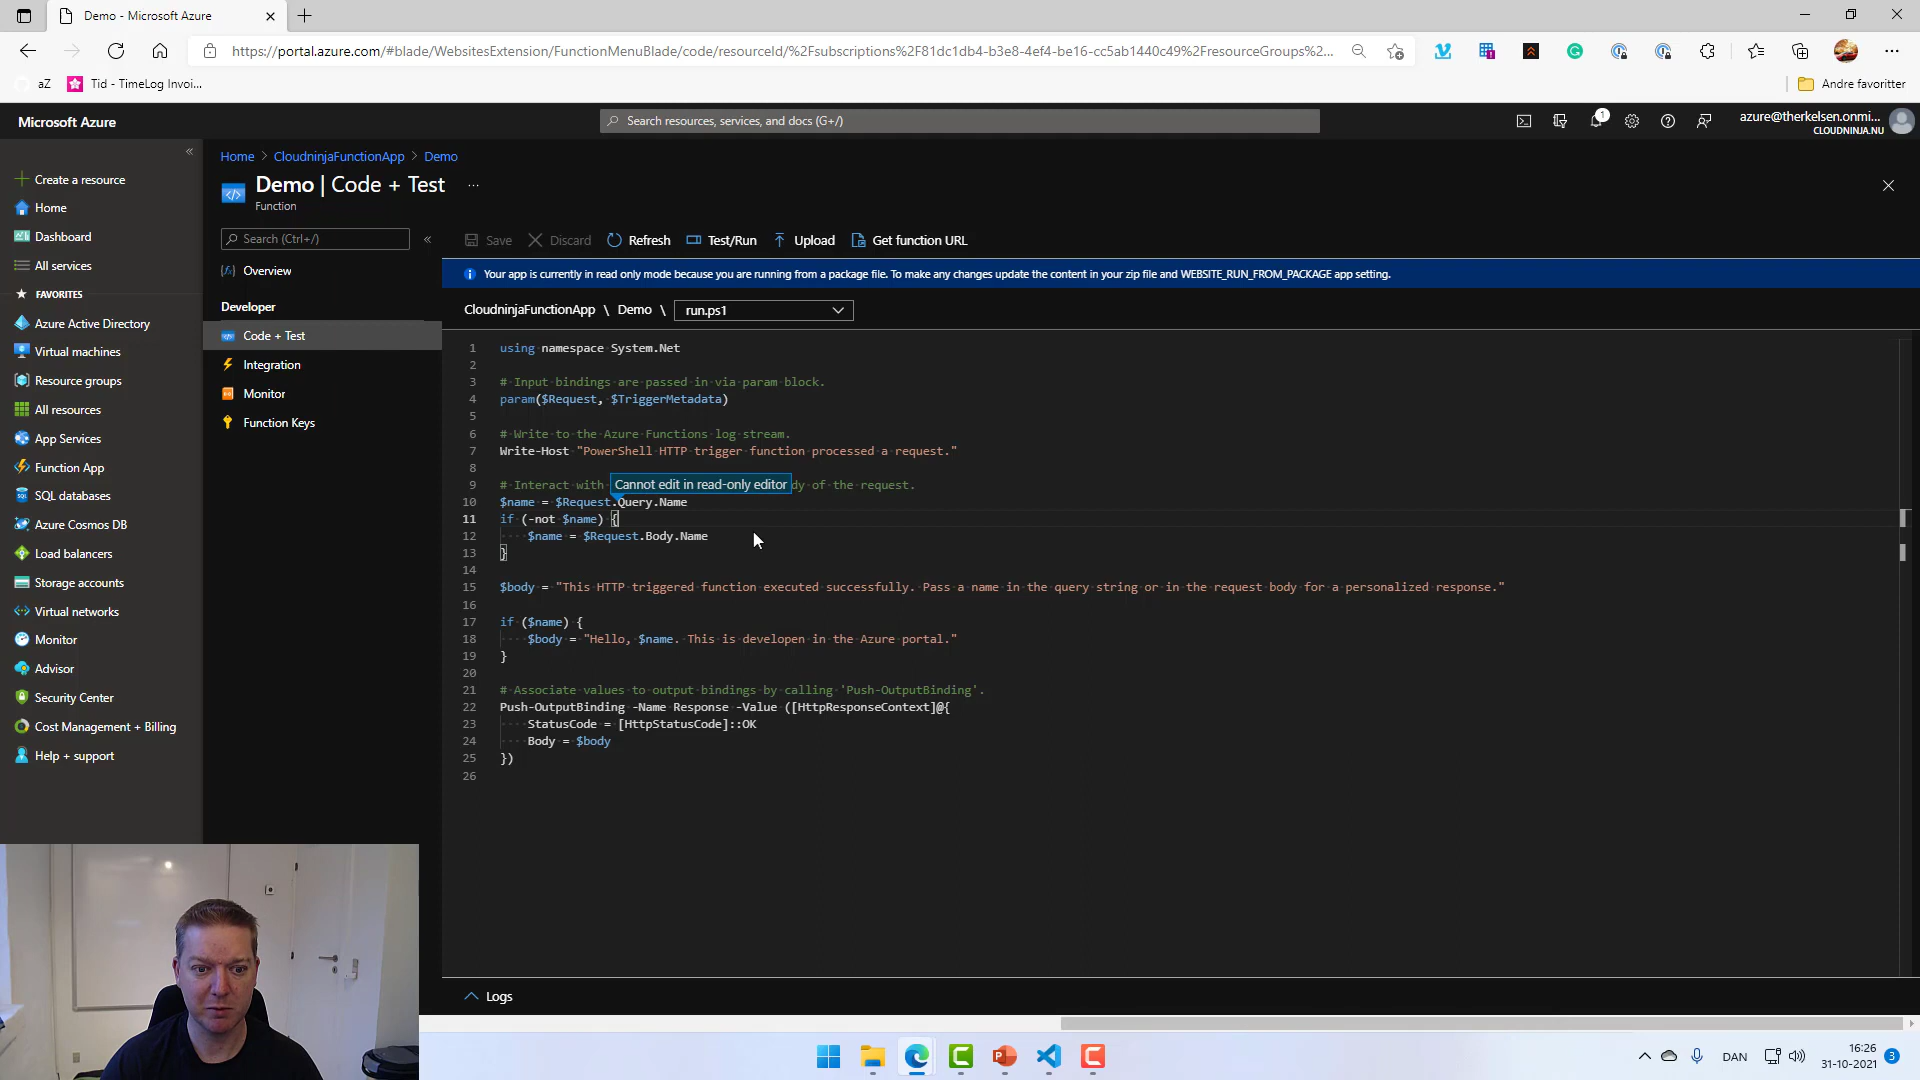 Demo - Microsoft Azure
https://portal.azure.com/#blade/WebsitesExtension/FunctionMenuBlade/code/resourceId/%2Fsubscriptions%2F81dc1db4-b3e8-4ef4-be16-cc5ab1440c49%2FresourceGroups%2...
aZ
Tid - TimeLog Invoi...
Andre favoritter
Microsoft Azure
Search resources, services, and docs (G+/)
1
azure@therkelsen.onmi...
CLOUDNINJA.NU
Home > CloudninjaFunctionApp > Demo
Demo | Code + Test ...
Function
Create a resource
Home
Dashboard
All services
FAVORITES
Azure Active Directory
Virtual machines
Resource groups
All resources
App Services
Function App
SQL databases
Azure Cosmos DB
Load balancers
Storage accounts
Virtual networks
Monitor
Advisor
Security Center
Cost Management + Billing
Help + support
Search (Ctrl+/)
Overview
Developer
Code + Test
Integration
Monitor
Function Keys
Save Discard Refresh Test/Run Upload Get function URL
Your app is currently in read only mode because you are running from a package file. To make any changes update the content in your zip file and WEBSITE_RUN_FROM_PACKAGE app setting.
CloudninjaFunctionApp \ Demo \ run.ps1
1 using namespace System.Net
2
3 # Input bindings are passed in via param block.
4 param($Request, $TriggerMetadata)
5
6 # Write to the Azure Functions log stream.
7 Write-Host "PowerShell HTTP trigger function processed a request."
8
Cannot edit in read-only editor
9 # Interact with dy of the request.
10 $name = $Request.Query.Name
11 if (-not $name) {
12 $name = $Request.Body.Name
13 }
14
15 $body = "This HTTP triggered function executed successfully. Pass a name in the query string or in the request body for a personalized response."
16
17 if ($name) {
18 $body = "Hello, $name. This is developen in the Azure portal."
19 }
20
21 # Associate values to output bindings by calling 'Push-OutputBinding'.
22 Push-OutputBinding -Name Response -Value ([HttpResponseContext]@{
23 StatusCode = [HttpStatusCode]::OK
24 Body = $body
25 })
26
Logs
DAN
16:26
31-10-2021
3